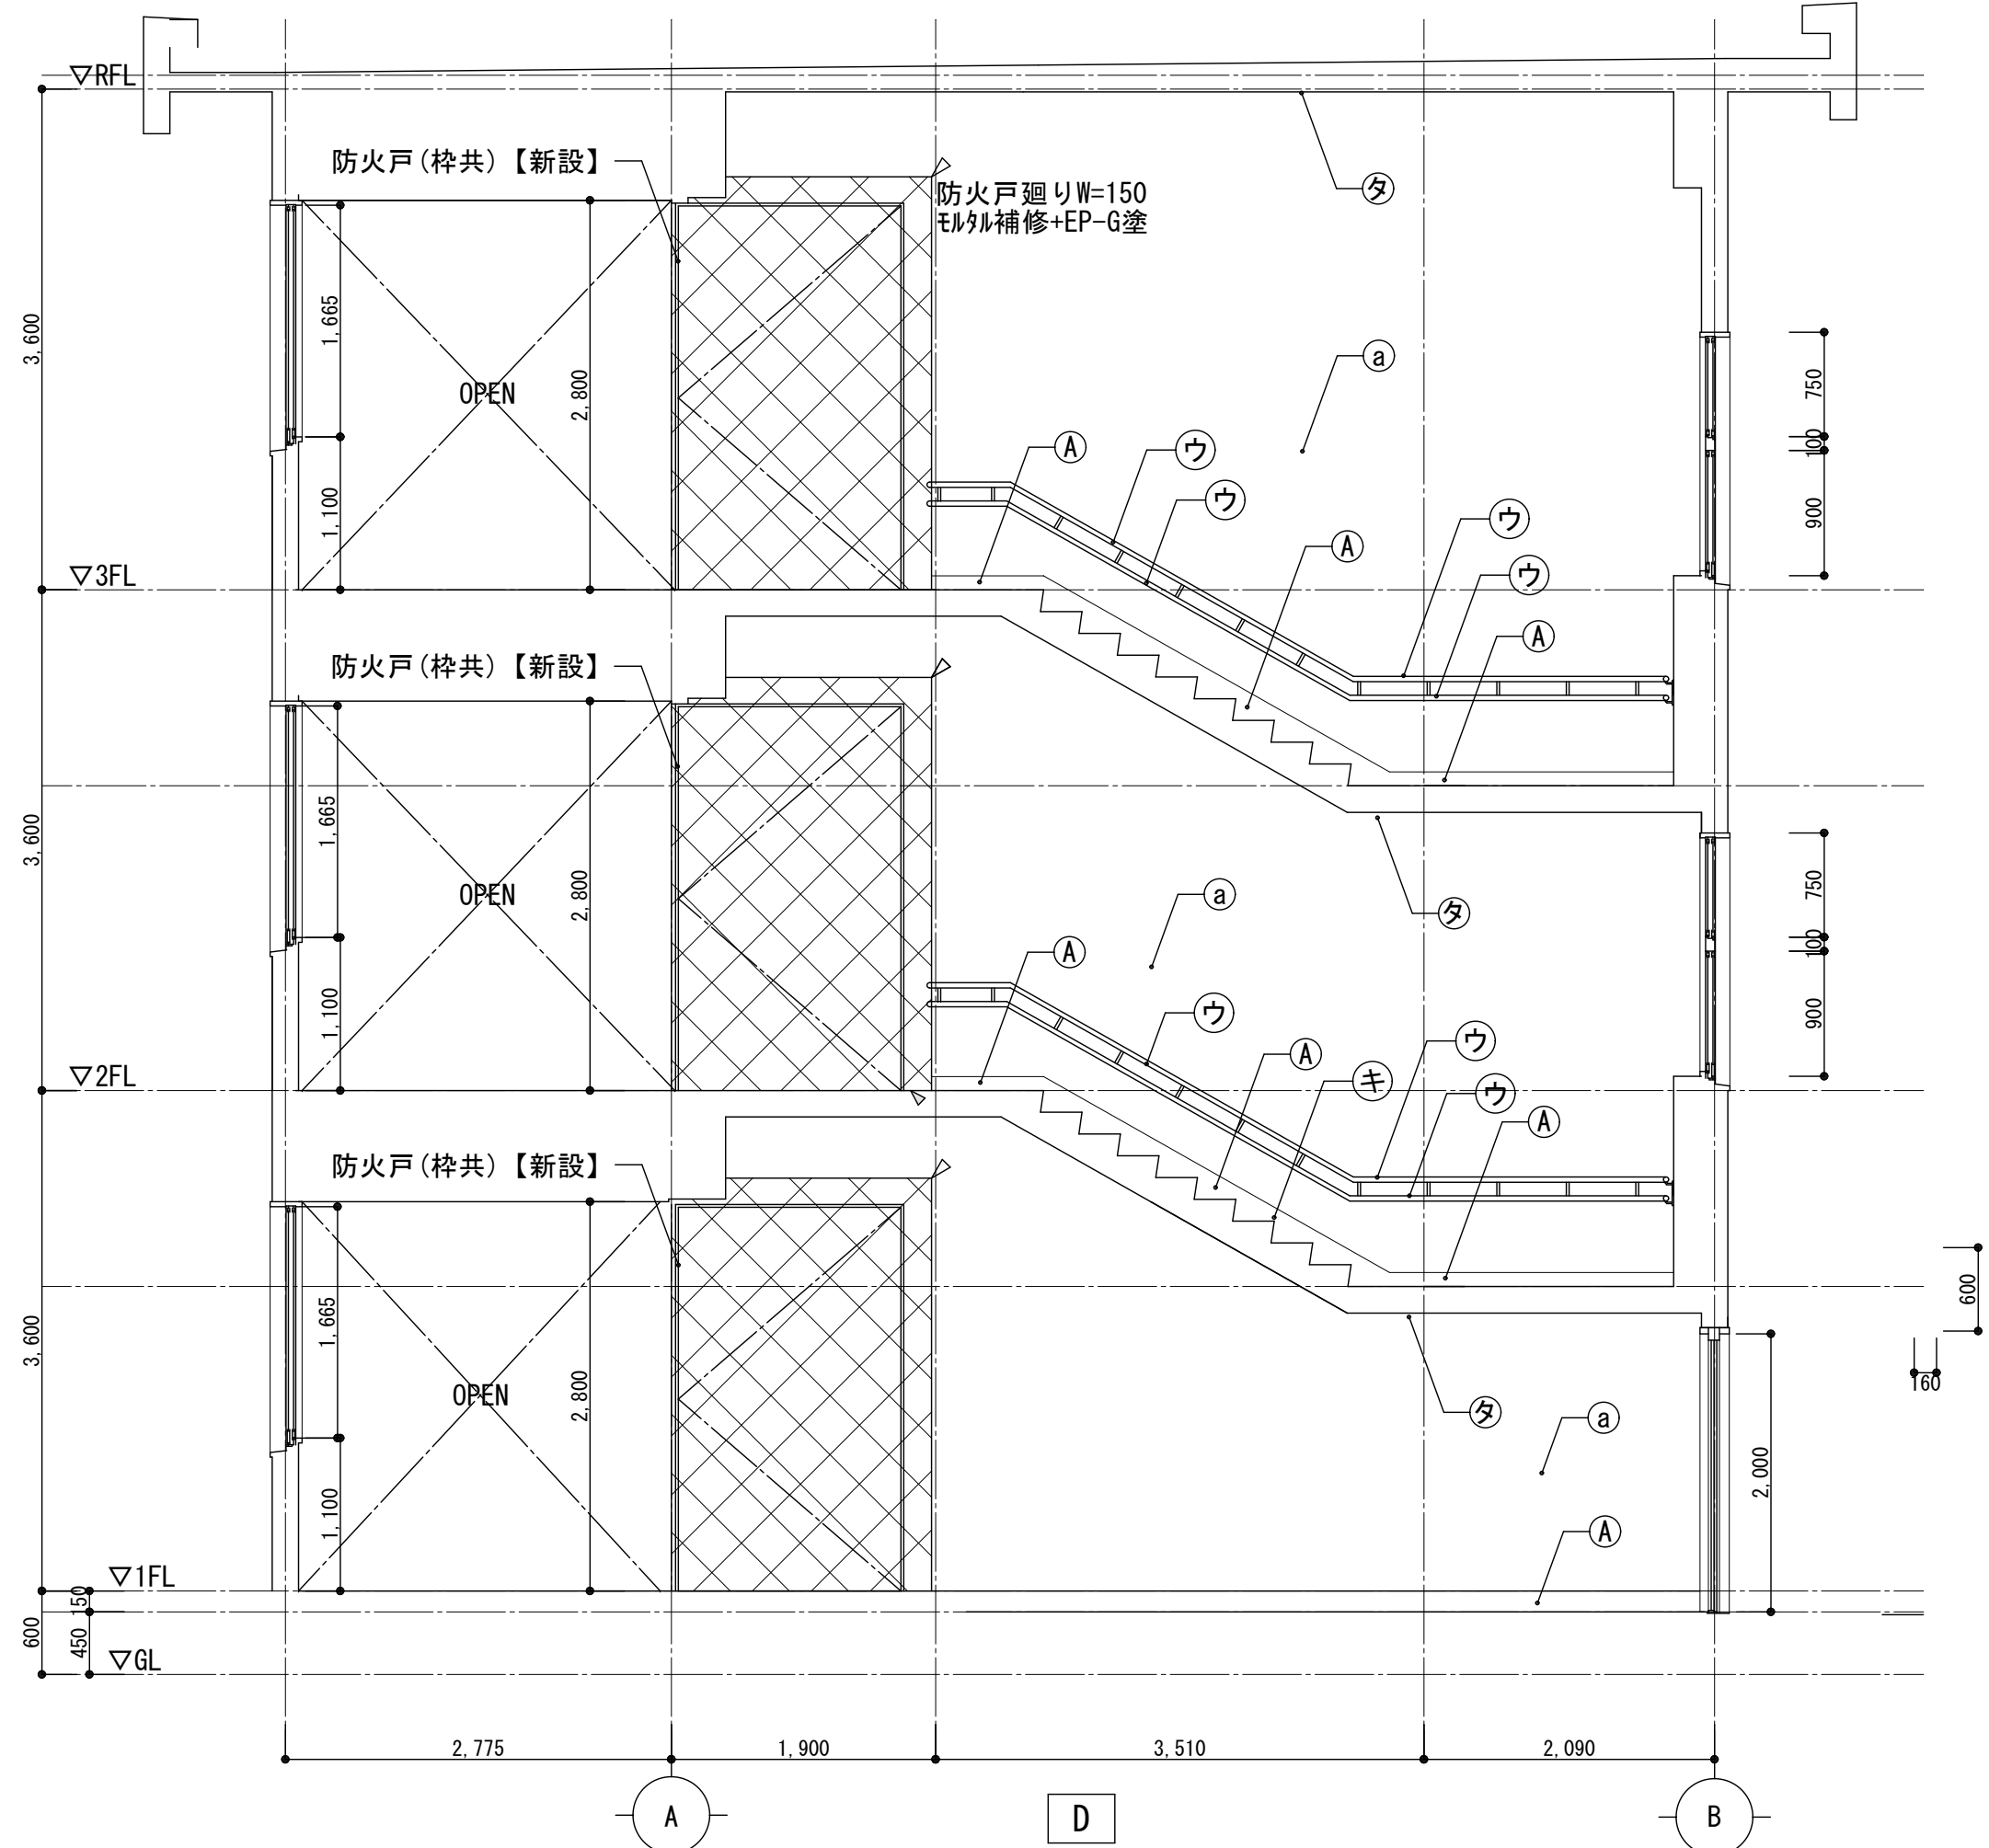 ▽RFL
防火戸(枠共)【新設】
防火戸廻りW=150
ﾓﾙﾀﾙ補修+EP-G塗
タ
3,600
1,665
OPEN
2,800
1,100
a
750
100
900
A
ウ
ウ
A
ウ
ウ
A
▽3FL
防火戸(枠共)【新設】
3,600
1,665
OPEN
2,800
1,100
a
タ
750
100
900
A
ウ
A
キ
ウ
ウ
A
▽2FL
防火戸(枠共)【新設】
3,600
1,665
OPEN
2,800
1,100
タ
a
A
2,000
600
160
▽1FL
150
600
450
▽GL
2,775
1,900
3,510
2,090
A
D
B